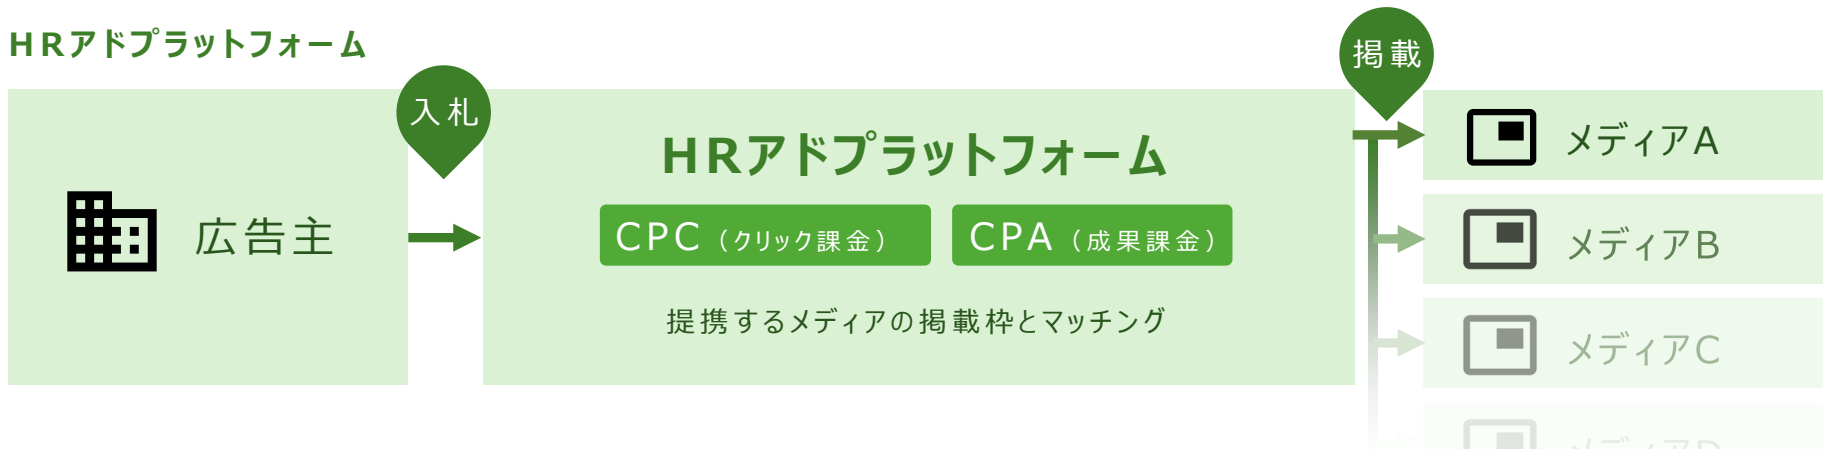 HRアドプラットフォーム
入札
掲載
広告主
HRアドプラットフォーム
CPC（クリック課金）
CPA（成果課金）
提携するメディアの掲載枠とマッチング
メディアA
メディアB
メディアC